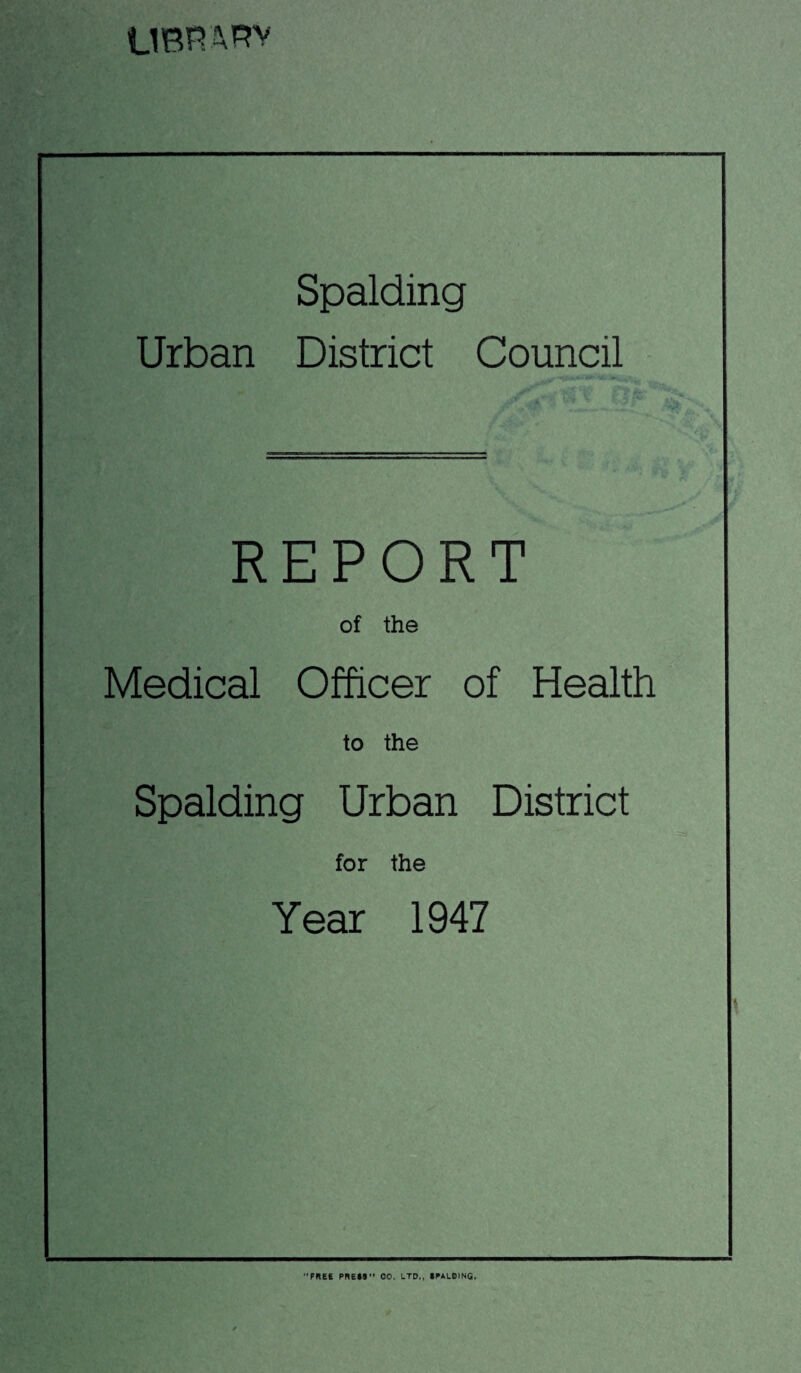 LIBRARY
Spalding
Urban District Council
REPORT
of the
Medical Officer of Health
to the
Spalding Urban District
for the
Year 1947
"FREE PRESS" CO. LTD., SPALDING.